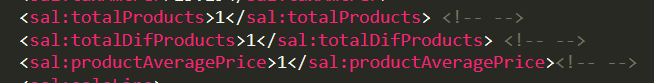 <sal:totalProducts>1</sal:totalProducts> <!-- -->
<sal:totalDifProducts>1</sal:totalDifProducts> <!-- -->
<sal:productAveragePrice>1</sal:productAveragePrice><!-- -->